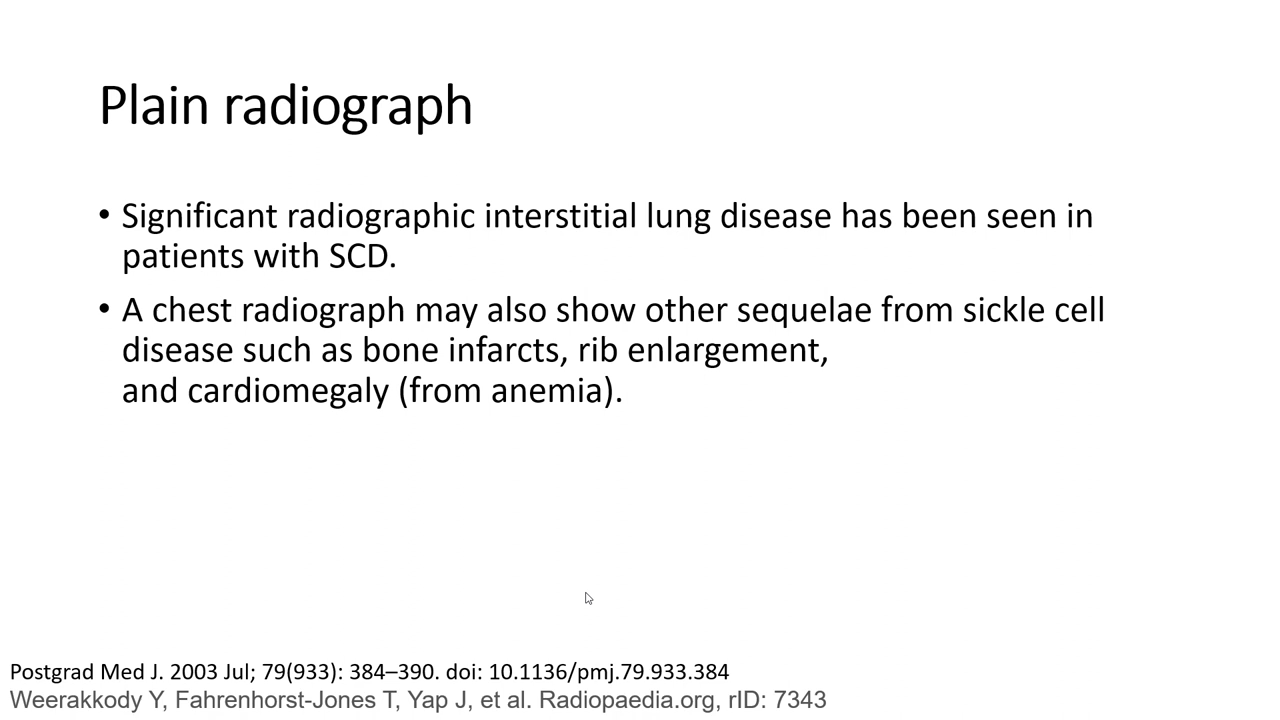 Plain radiograph
• Significant radiographic interstitial lung disease has been seen in
patients with SCD.
• A chest radiograph may also show other sequelae from sickle cell
disease such as bone infarcts, rib enlargement,
and cardiomegaly (from anemia).
Postgrad Med J. 2003 Jul; 79(933): 384–390. doi: 10.1136/pmj.79.933.384
Weerakkody Y, Fahrenhorst-Jones T, Yap J, et al. Radiopaedia.org, rID: 7343